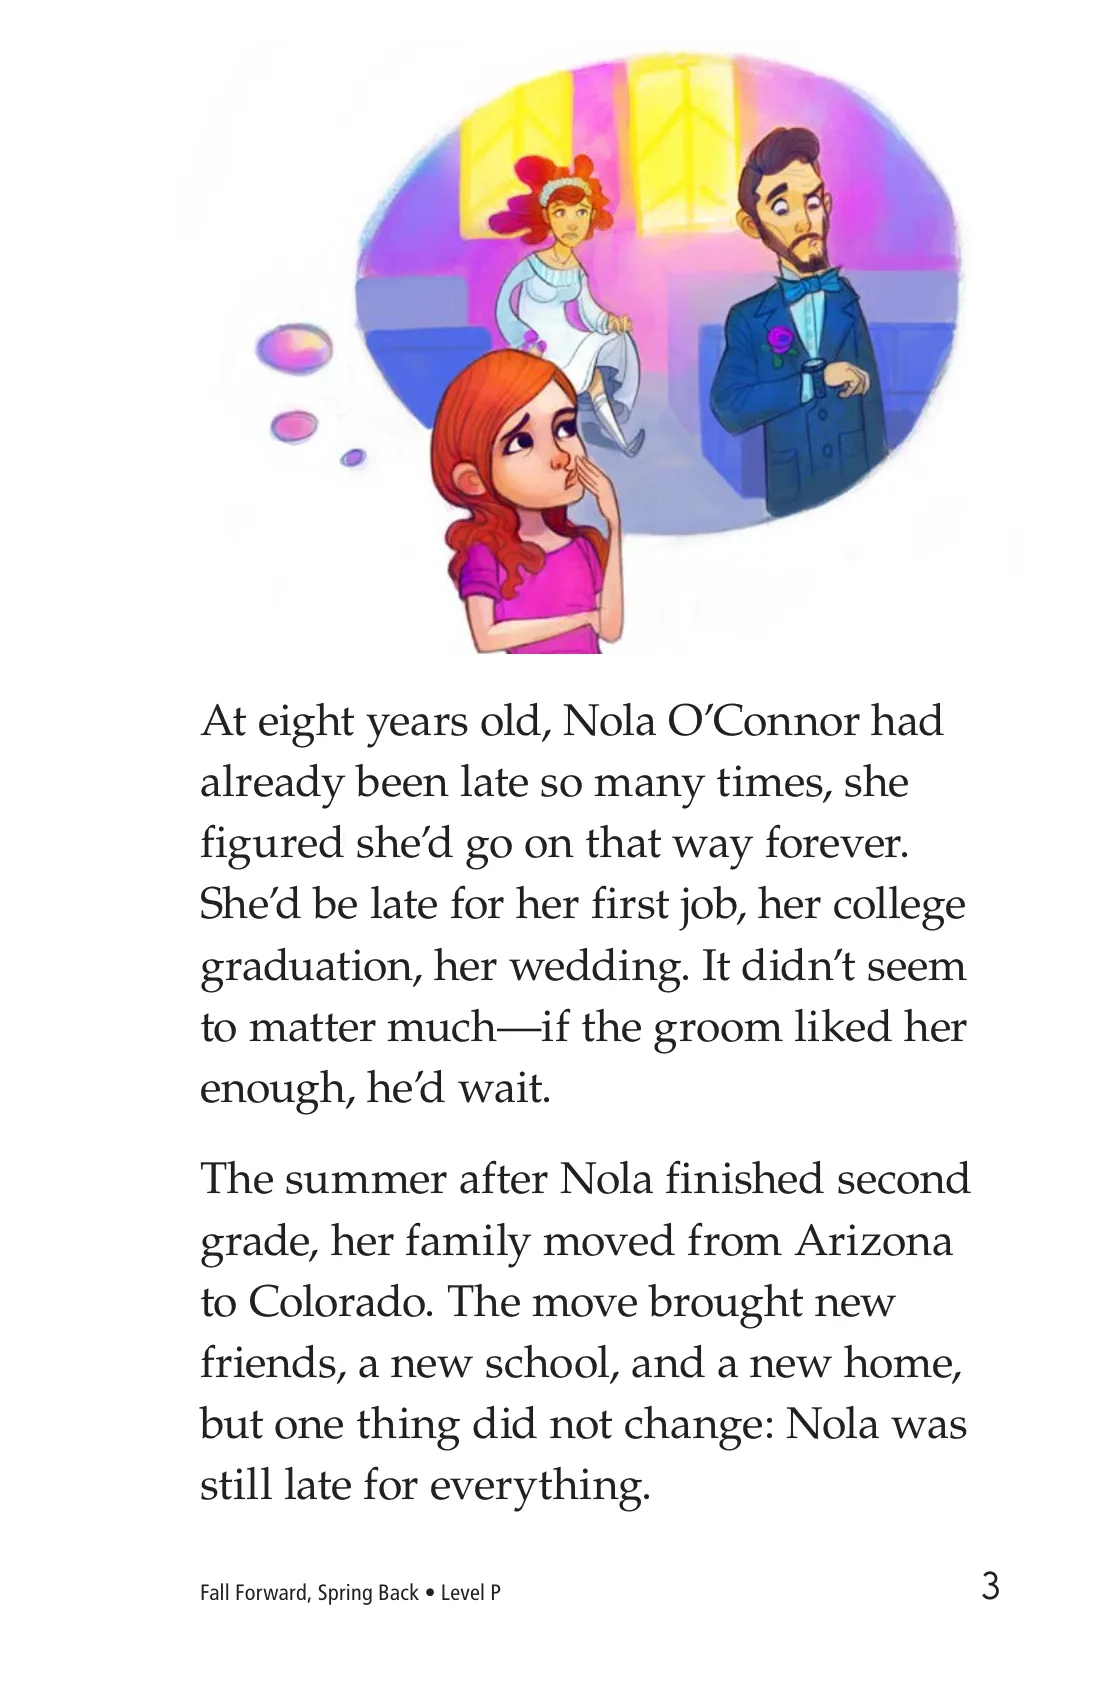 At eight years old, Nola O’Connor had
already been late so many times, she
figured she’d go on that way forever.
She’d be late for her first job, her college
graduation, her wedding. It didn’t seem
to matter much—if the groom liked her
enough, he’d wait.
The summer after Nola finished second
grade, her family moved from Arizona
to Colorado. The move brought new
friends, a new school, and a new home,
but one thing did not change: Nola was
still late for everything.
Fall Forward, Spring Back • Level P
3